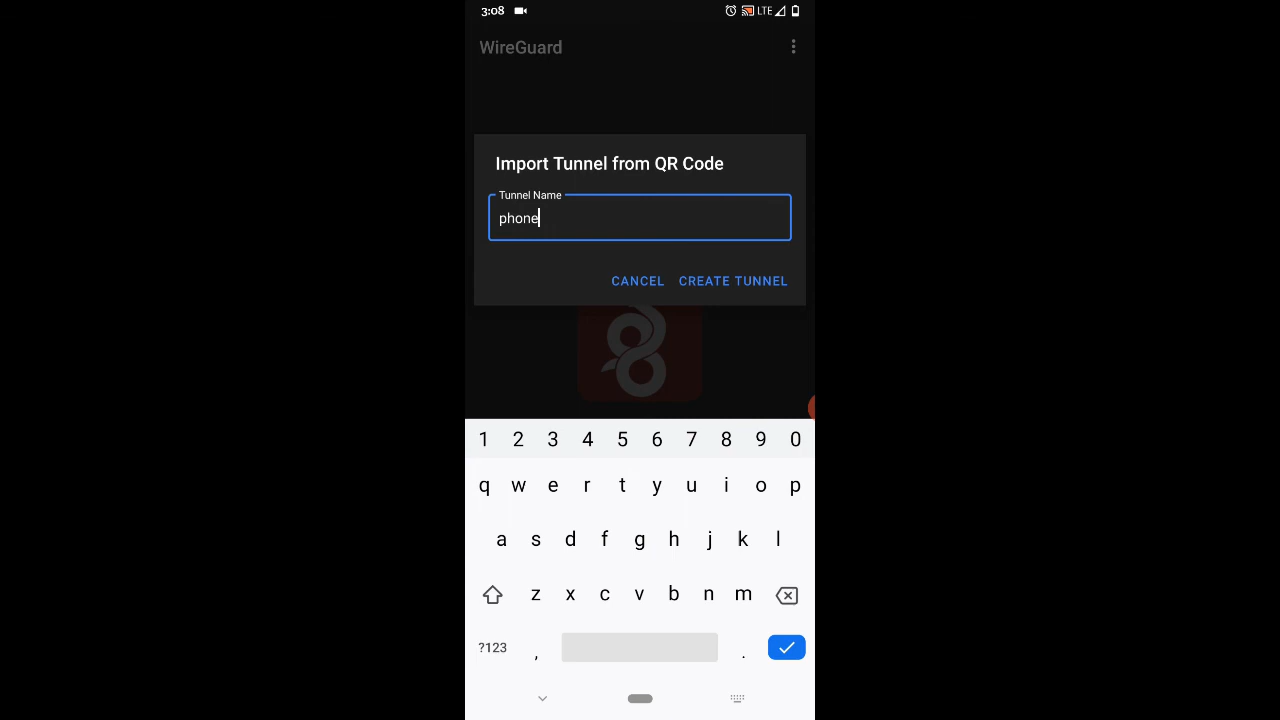 3:08 LTE
WireGuard
Import Tunnel from QR Code
Tunnel Name
phone
CANCEL CREATE TUNNEL
1 2 3 4 5 6 7 8 9 0
q w e r t y u i o p
a s d f g h j k l
z x c v b n m
?123 , .